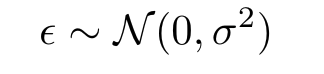 ϵ ∼ 𝒩(0, σ²)